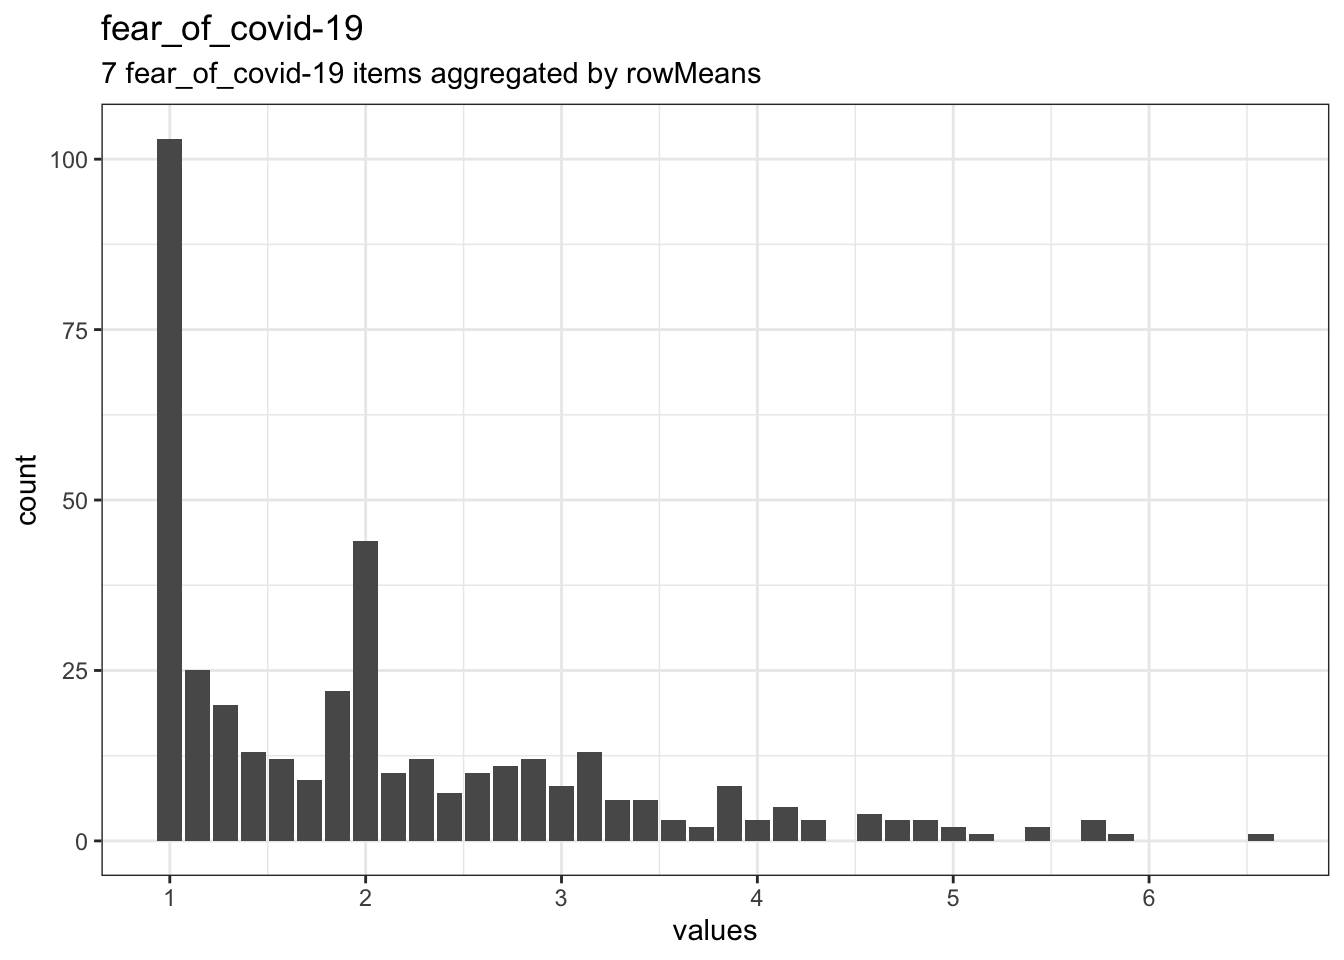 fear_of_covid-19
7 fear_of_covid-19 items aggregated by rowMeans
100
75
50
25
0
count
1 2 3 4 5 6
values